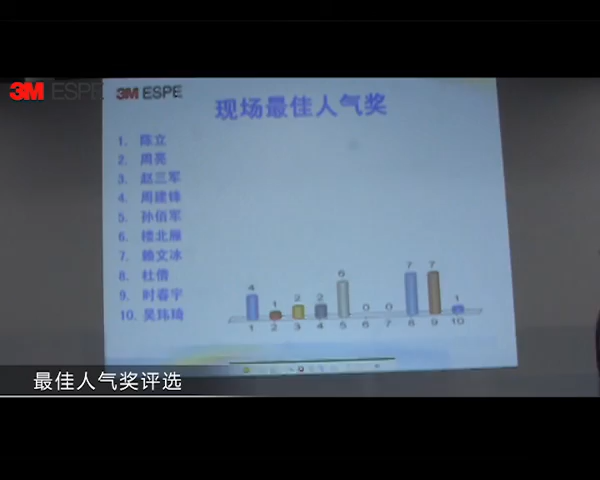 3M ESPE
3M ESPE
现场最佳人气奖
1. 陈立
2. 周亮
3. 赵三军
4. 周建锋
5. 孙佰军
6. 楼北雁
7. 赖文冰
8. 杜倩
9. 时春宇
10. 吴玮琦
4 1 2 2 6 0 0 7 7 1
1 2 3 4 5 6 7 8 9 10
最佳人气奖评选